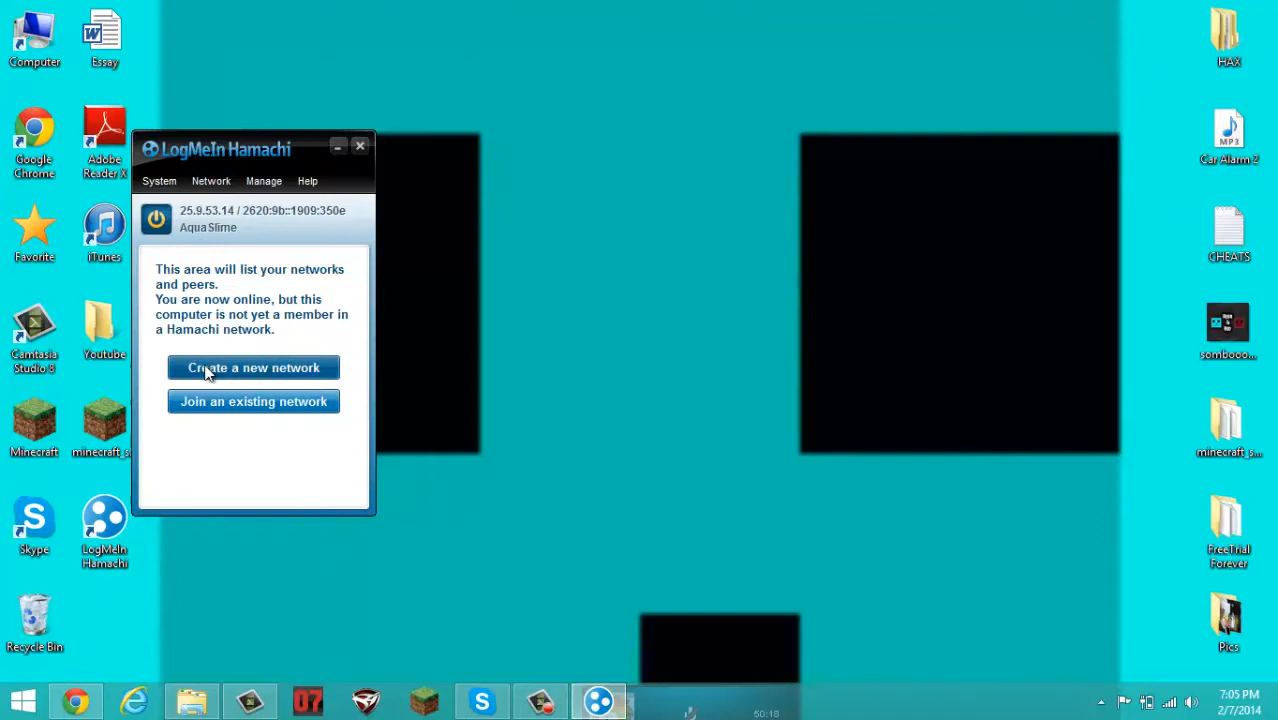 Computer
Essay
HAX
Google
Chrome
Adobe
Reader X
Car Alarm 2
LogMeIn Hamachi
System Network Manage Help
25.9.53.14 / 2620:9b::1909:350e
AquaSlime
This area will list your networks
and peers.
You are now online, but this
computer is not yet a member in
a Hamachi network.
Create a new network
Join an existing network
Favorite
iTunes
CHEATS
Camtasia
Studio 8
Youtube
sombooo...
Minecraft
minecraft_s
minecraft_s...
Skype
LogMeIn
Hamachi
FreeTrial
Forever
Recycle Bin
Pics
MP3
07
50:18
7:05 PM
2/7/2014